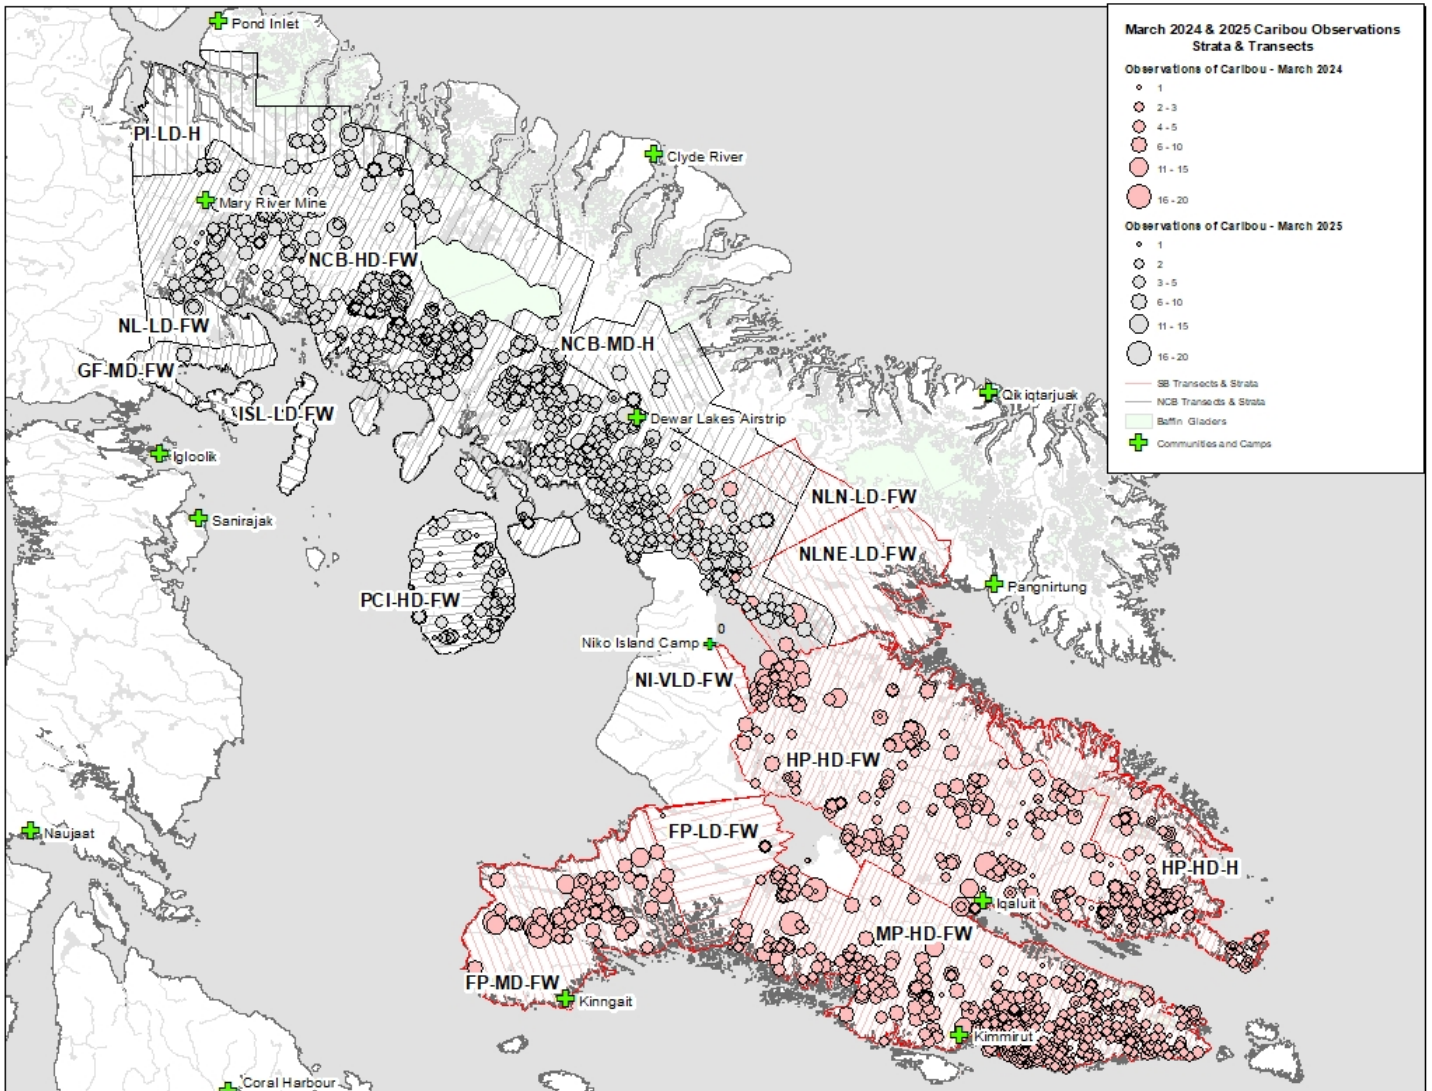 March 2024 & 2025 Caribou Observations
Strata & Transects
Observations of Caribou - March 2024
1
2 - 3
4 - 5
6 - 10
11 - 15
16 - 20
Observations of Caribou - March 2025
1
2
3 - 5
6 - 10
11 - 15
16 - 20
SB Transects & Strata
NCB Transects & Strata
Baffin Glaciers
Communities and Camps
Pond Inlet
PI-LD-H
Clyde River
Mary River Mine
NCB-HD-FW
NL-LD-FW
NCB-MD-H
GF-MD-FW
Qikiqtarjuak
ISL-LD-FW
Dewar Lakes Airstrip
Igloolik
NLN-LD-FW
Sanirajak
NLNE-LD-FW
Pangnirtung
PCI-HD-FW
0
Niko Island Camp
NI-VLD-FW
HP-HD-FW
Naujaat
FP-LD-FW
HP-HD-H
Iqaluit
MP-HD-FW
FP-MD-FW
Kinngait
Kimmirut
Coral Harbour